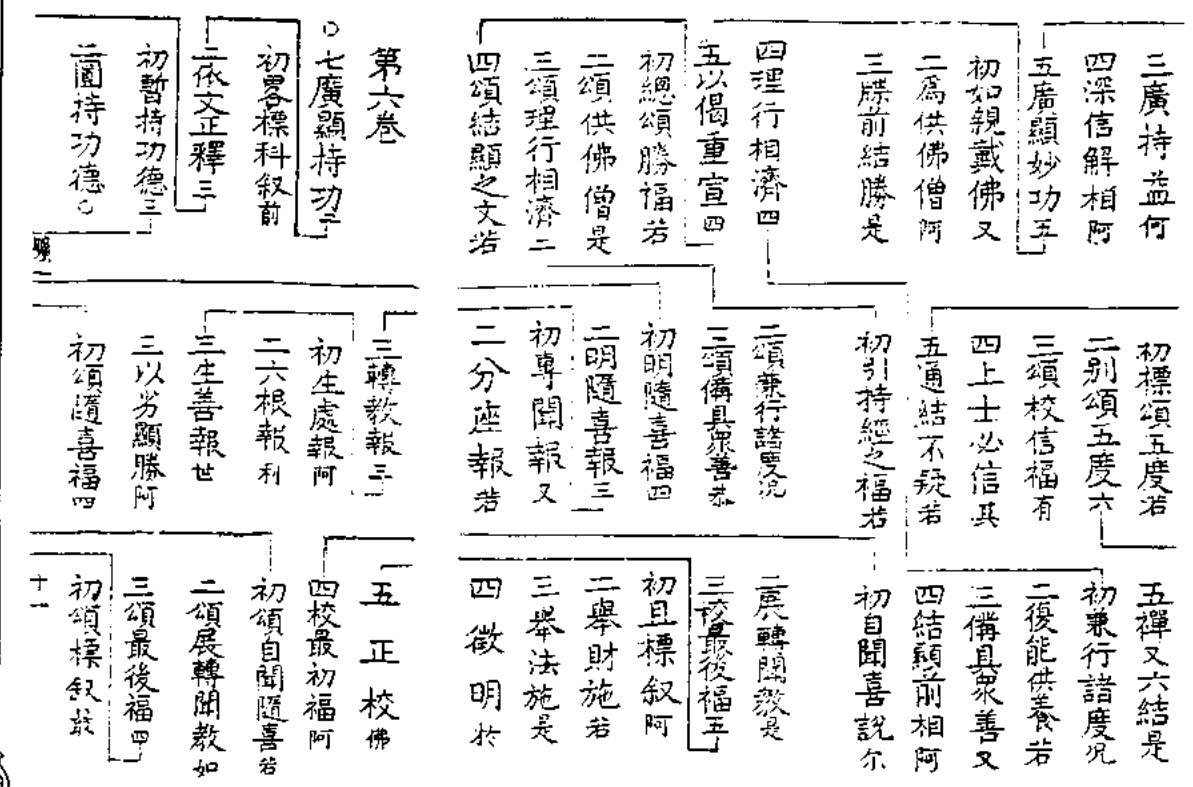 三廣持益何
四深信解相阿
五廣顯妙功五
初如親戴佛又
二爲供佛僧阿
三牒前結勝是
四理行相濟四
五以偈重宣四
初總頌勝福若
二頌供佛僧是
三頌理行相濟二
四頌結顯之文若
第六卷
○七廣顯持功二
初畧標科叙前
二依文正釋三
初暫持功德三
二圓持功德○
初標頌五度若
二别頌五度六
三頌校信福有
四上士必信其
五通結不疑若
初引持經之福若
二頌兼行諸度况
三頌備具衆善恭
初明隨喜福四
二明隨喜報三
初專聞報又
二分座報若
三轉教報三
初生處報阿
二六根報利
三生善報世
三以劣顯勝阿
初頌隨喜福四
五禪又六結是
初兼行諸度况
二復能供養若
三備具衆善又
四結顯前相阿
初自聞喜說尔
二展轉聞教是
三校最後福五
初且標叙阿
二舉財施若
三舉法施是
四徵明於
五正校佛
四校最初福阿
初頌自聞隨喜若
二頌展轉聞教如
三頌最後福四
初頌標叙最
十一